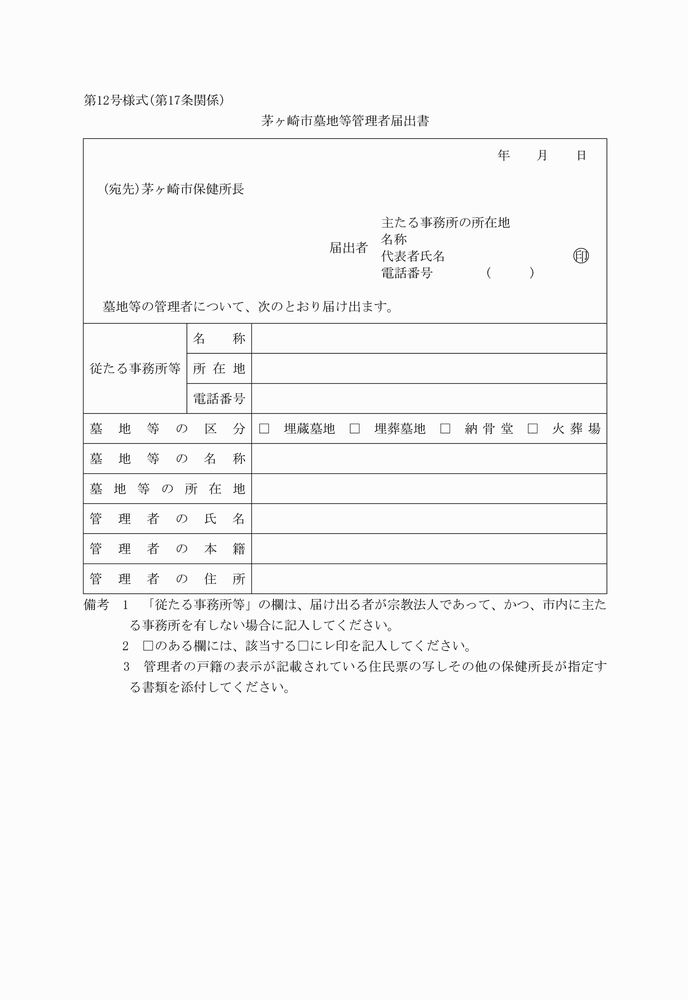 第12号様式(第17条関係)
茅ヶ崎市墓地等管理者届出書
年　　月　　日
(宛先)茅ヶ崎市保健所長
主たる事務所の所在地
届出者
名称
代表者氏名　㊞
電話番号　　(　　)
墓地等の管理者について、次のとおり届け出ます。
従たる事務所等
名称
所在地
電話番号
墓地等の区分　□　埋蔵墓地　□　埋葬墓地　□　納骨堂　□　火葬場
墓地等の名称
墓地等の所在地
管理者の氏名
管理者の本籍
管理者の住所
備考　1　「従たる事務所等」の欄は、届け出る者が宗教法人であって、かつ、市内に主た
る事務所を有しない場合に記入してください。
2　□のある欄には、該当する□にレ印を記入してください。
3　管理者の戸籍の表示が記載されている住民票の写しその他の保健所長が指定す
る書類を添付してください。